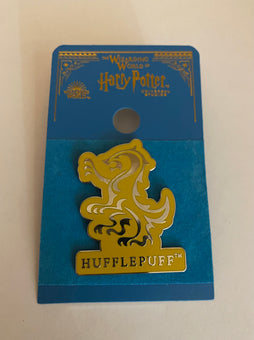 THE WIZARDING WORLD OF
Harry Potter
HUFFLEPUFF™